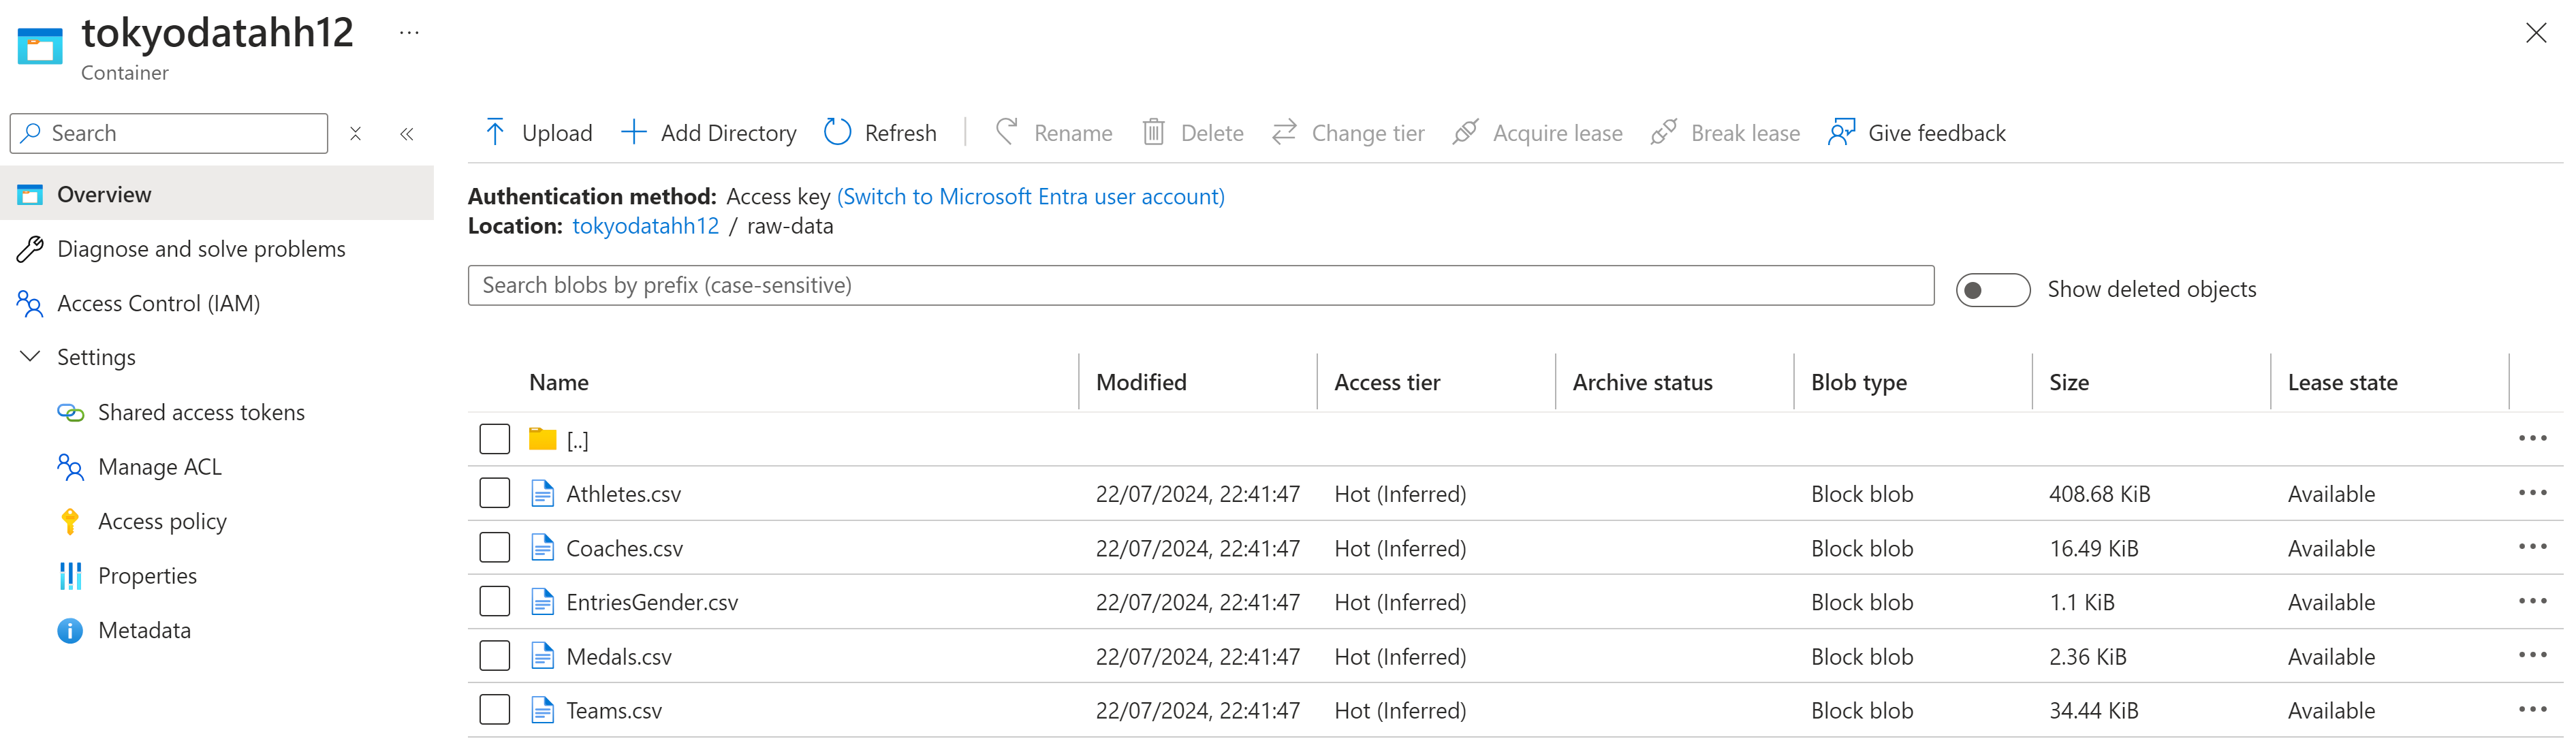 tokyodatahh12 ...
Container
Search
Overview
Diagnose and solve problems
Access Control (IAM)
Settings
Shared access tokens
Manage ACL
Access policy
Properties
Metadata
Upload Add Directory Refresh Rename Delete Change tier Acquire lease Break lease Give feedback
Authentication method: Access key (Switch to Microsoft Entra user account)
Location: tokyodatahh12 / raw-data
Search blobs by prefix (case-sensitive) Show deleted objects
Name Modified Access tier Archive status Blob type Size Lease state
[..]
Athletes.csv 22/07/2024, 22:41:47 Hot (Inferred) Block blob 408.68 KiB Available
Coaches.csv 22/07/2024, 22:41:47 Hot (Inferred) Block blob 16.49 KiB Available
EntriesGender.csv 22/07/2024, 22:41:47 Hot (Inferred) Block blob 1.1 KiB Available
Medals.csv 22/07/2024, 22:41:47 Hot (Inferred) Block blob 2.36 KiB Available
Teams.csv 22/07/2024, 22:41:47 Hot (Inferred) Block blob 34.44 KiB Available